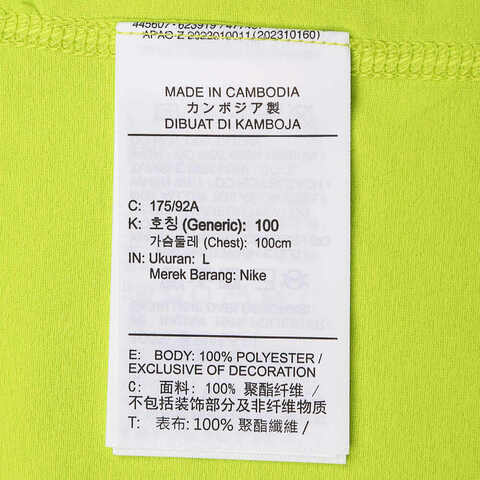 APAC-Z 2022010011 (202310160)
MADE IN CAMBODIA
カンボジア製
DIBUAT DI KAMBOJA
C: 175/92A
K: 호칭 (Generic): 100
가슴둘레 (Chest): 100cm
IN: Ukuran: L
Merek Barang: Nike
E: BODY: 100% POLYESTER /
EXCLUSIVE OF DECORATION
C: 面料: 100% 聚酯纤维 /
不包括装饰部分及非纤维物质
T: 表布: 100% 聚酯纖維 /